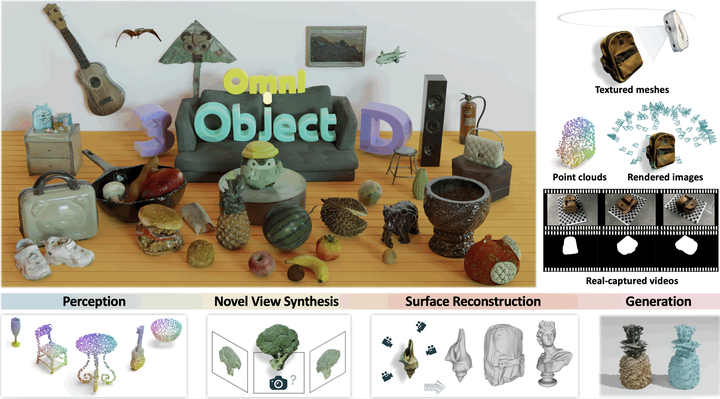 Omni
3 Object D
Textured meshes
Point clouds
Rendered images
Real-captured videos
Perception
Novel View Synthesis
Surface Reconstruction
Generation
?